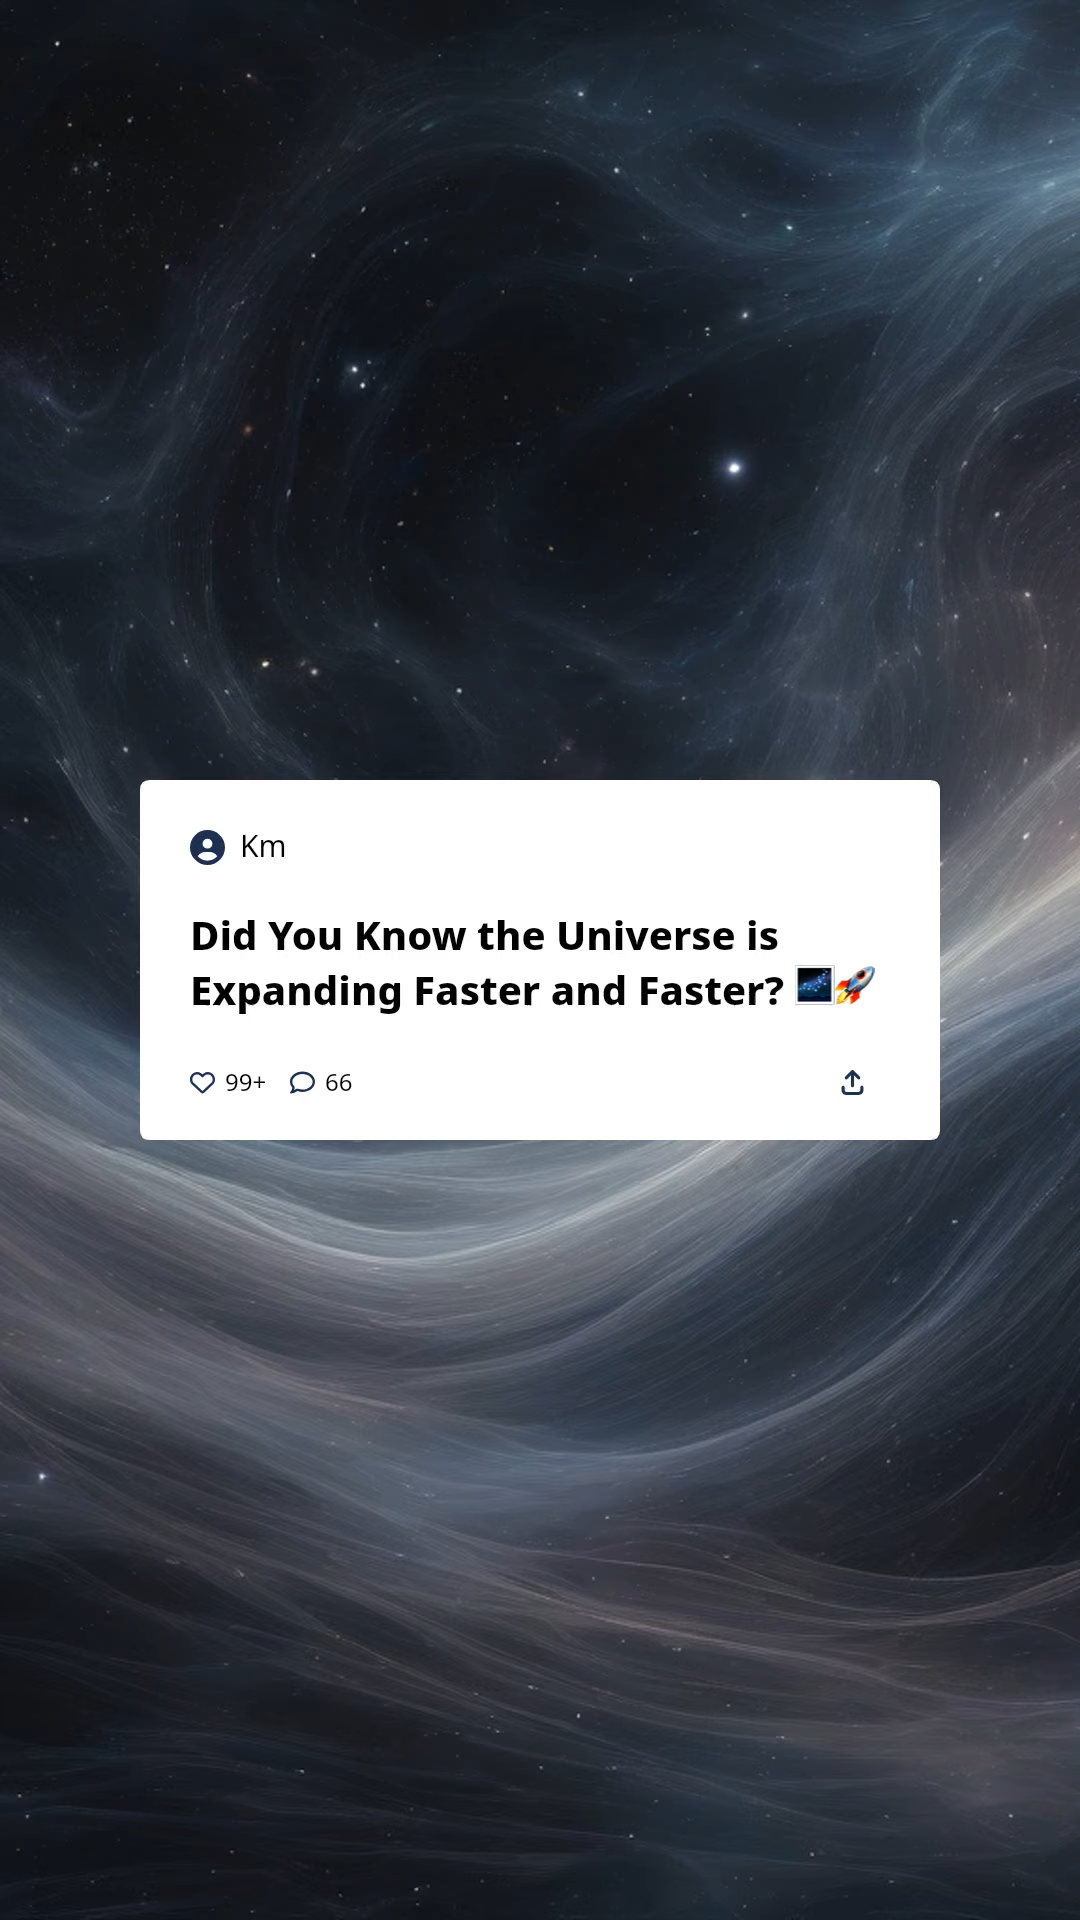 Km
Did You Know the Universe is
Expanding Faster and Faster? 🌌🚀
99+ 66